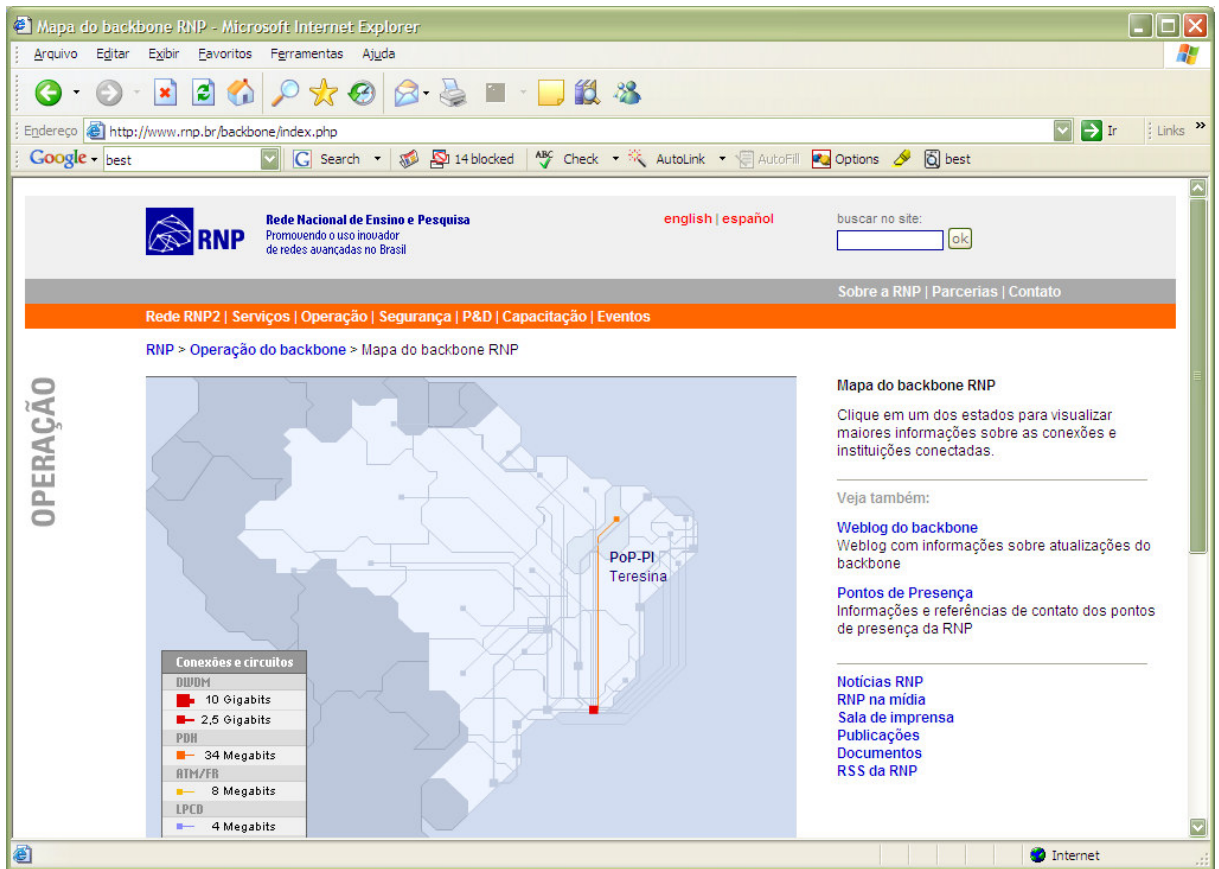 Mapa do backbone RNP - Microsoft Internet Explorer
Arquivo Editar Exibir Favoritos Ferramentas Ajuda
Endereço http://www.rnp.br/backbone/index.php Ir Links »
Google best Search 14 blocked ABC Check AutoLink AutoFill Options best
RNP
Rede Nacional de Ensino e Pesquisa
Promovendo o uso inovador
de redes avançadas no Brasil
english | español
buscar no site:
ok
Sobre a RNP | Parcerias | Contato
Rede RNP2 | Serviços | Operação | Segurança | P&D | Capacitação | Eventos
RNP > Operação do backbone > Mapa do backbone RNP
OPERAÇÃO
PoP-PI
Teresina
Conexões e circuitos
DWDM
10 Gigabits
2,5 Gigabits
PDH
34 Megabits
ATM/FR
8 Megabits
LPCD
4 Megabits
Mapa do backbone RNP
Clique em um dos estados para visualizar
maiores informações sobre as conexões e
instituições conectadas.
Veja também:
Weblog do backbone
Weblog com informações sobre atualizações do
backbone
Pontos de Presença
Informações e referências de contato dos pontos
de presença da RNP
Notícias RNP
RNP na mídia
Sala de imprensa
Publicações
Documentos
RSS da RNP
Internet